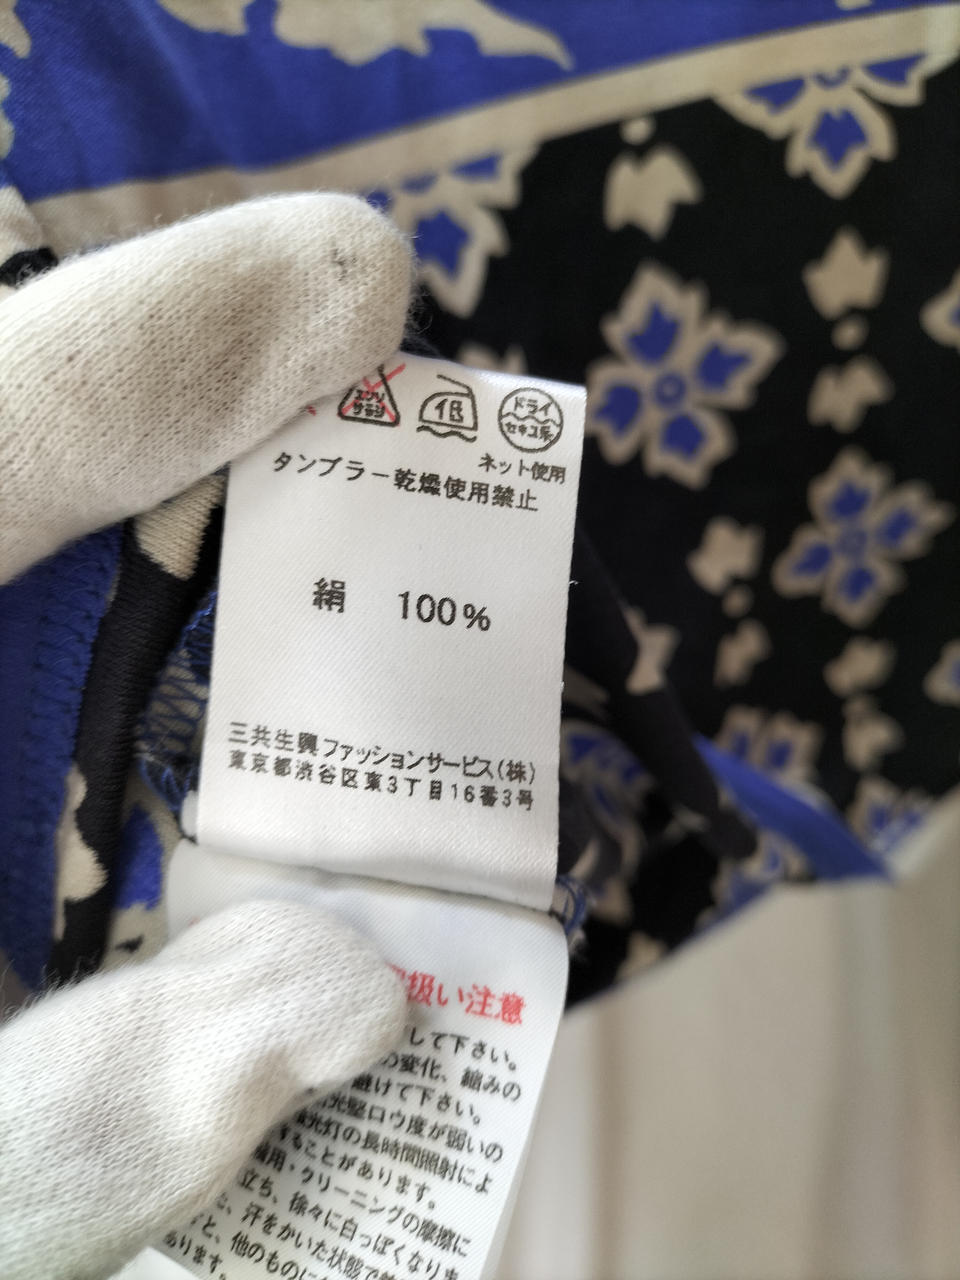 エンソ
サラシ
低
ドライ
セキユ系
ネット使用
タンブラー乾燥使用禁止
絹 100%
三共生興ファッションサービス(株)
東京都渋谷区東3丁目16番3号
扱い注意
して下さい。
変化、縮みの
避けて下さい。
光堅ロウ度が弱いの
光灯の長時間照射によ
することがあります。
用・クリーニングの摩擦に
立ち、徐々に白っぽくなりま
、汗をかいた状態で
と、他のものに
あります。